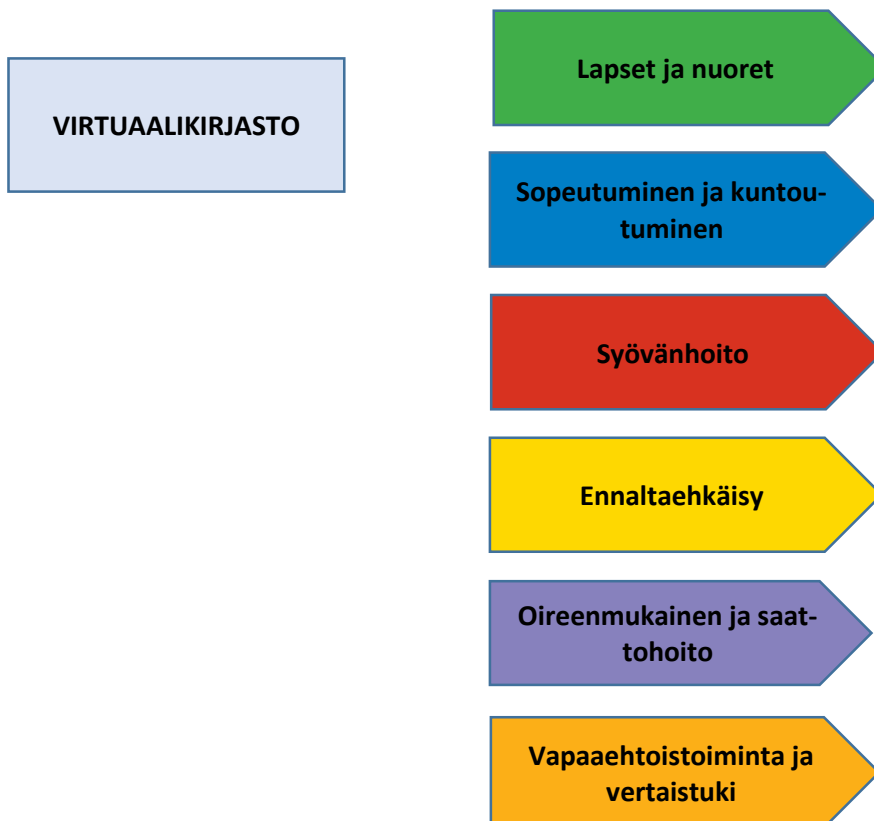 VIRTUAALIKIRJASTO
Lapset ja nuoret
Sopeutuminen ja kuntou-
tuminen
Syövänhoito
Ennaltaehkäisy
Oireenmukainen ja saat-
tohoito
Vapaaehtoistoiminta ja
vertaistuki